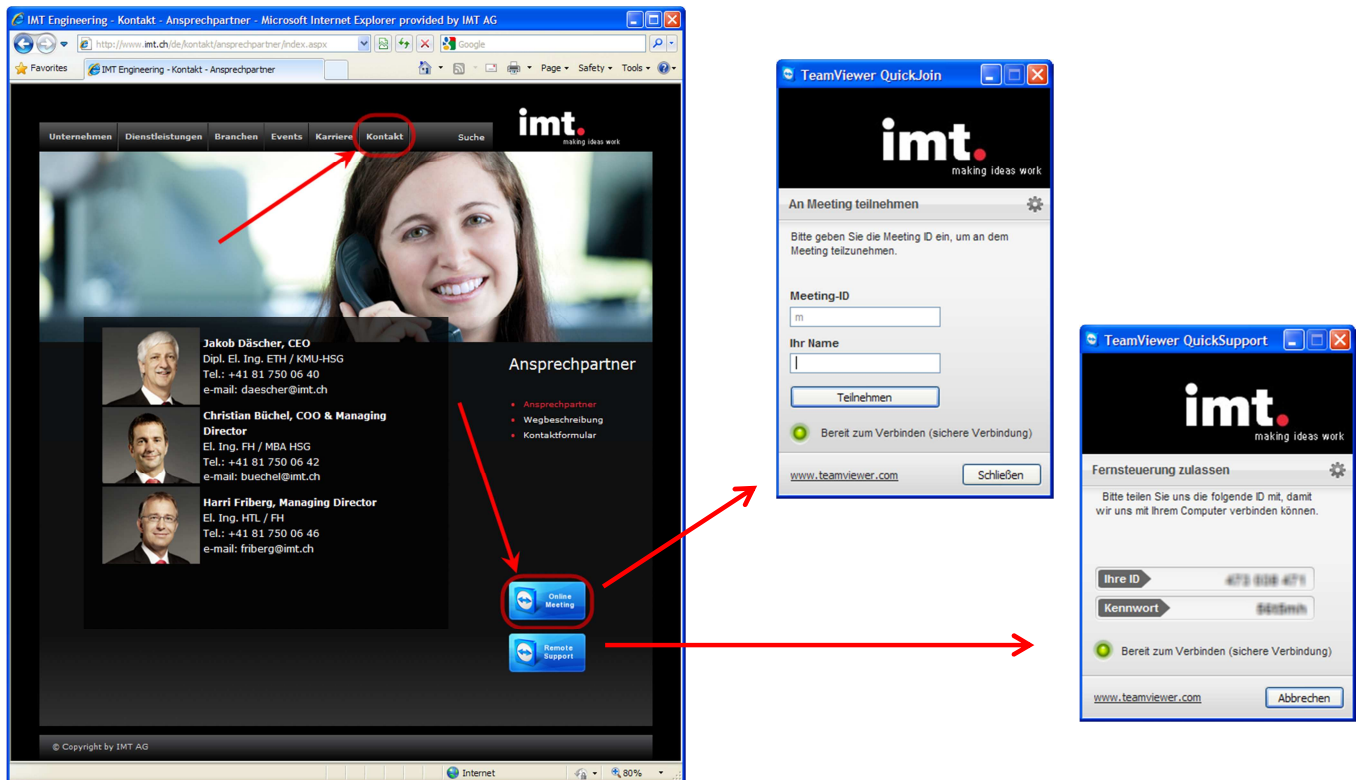 IMT Engineering - Kontakt - Ansprechpartner - Microsoft Internet Explorer provided by IMT AG
http://www.imt.ch/de/kontakt/ansprechpartner/index.aspx
Google
Favorites
IMT Engineering - Kontakt - Ansprechpartner
Page
Safety
Tools
imt.
making ideas work
Unternehmen
Dienstleistungen
Branchen
Events
Karriere
Kontakt
Suche
Jakob Däscher, CEO
Dipl. El. Ing. ETH / KMU-HSG
Tel.: +41 81 750 06 40
e-mail: daescher@imt.ch
Christian Büchel, COO & Managing
Director
El. Ing. FH / MBA HSG
Tel.: +41 81 750 06 42
e-mail: buechel@imt.ch
Harri Friberg, Managing Director
El. Ing. HTL / FH
Tel.: +41 81 750 06 46
e-mail: friberg@imt.ch
Ansprechpartner
Ansprechpartner
Wegbeschreibung
Kontaktformular
Online
Meeting
Remote
Support
© Copyright by IMT AG
Internet
80%
TeamViewer QuickJoin
imt.
making ideas work
An Meeting teilnehmen
Bitte geben Sie die Meeting ID ein, um an dem
Meeting teilzunehmen.
Meeting-ID
m
Ihr Name
Teilnehmen
Bereit zum Verbinden (sichere Verbindung)
www.teamviewer.com
Schließen
TeamViewer QuickSupport
imt.
making ideas work
Fernsteuerung zulassen
Bitte teilen Sie uns die folgende ID mit, damit
wir uns mit Ihrem Computer verbinden können.
Ihre ID
Kennwort
Bereit zum Verbinden (sichere Verbindung)
www.teamviewer.com
Abbrechen